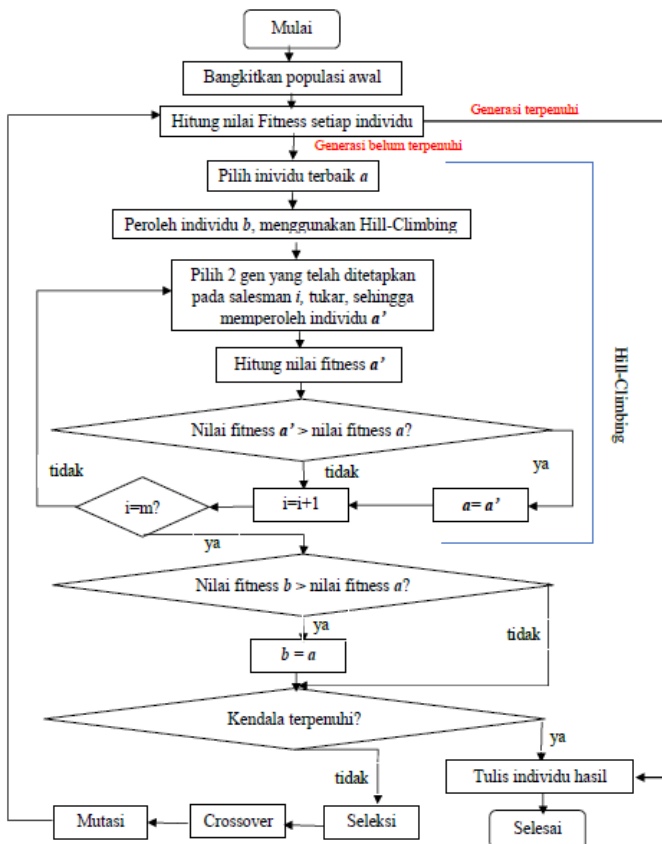 Mulai
Bangkitkan populasi awal
Hitung nilai Fitness setiap individu
Generasi terpenuhi
Generasi belum terpenuhi
Pilih inividu terbaik a
Peroleh individu b, menggunakan Hill-Climbing
Pilih 2 gen yang telah ditetapkan
pada salesman i, tukar, sehingga
memperoleh individu a’
Hitung nilai fitness a’
Hill-Climbing
Nilai fitness a’ > nilai fitness a?
tidak
tidak
ya
i=m?
i=i+1
a= a’
ya
Nilai fitness b > nilai fitness a?
ya
tidak
b = a
Kendala terpenuhi?
ya
tidak
Tulis individu hasil
Mutasi
Crossover
Seleksi
Selesai